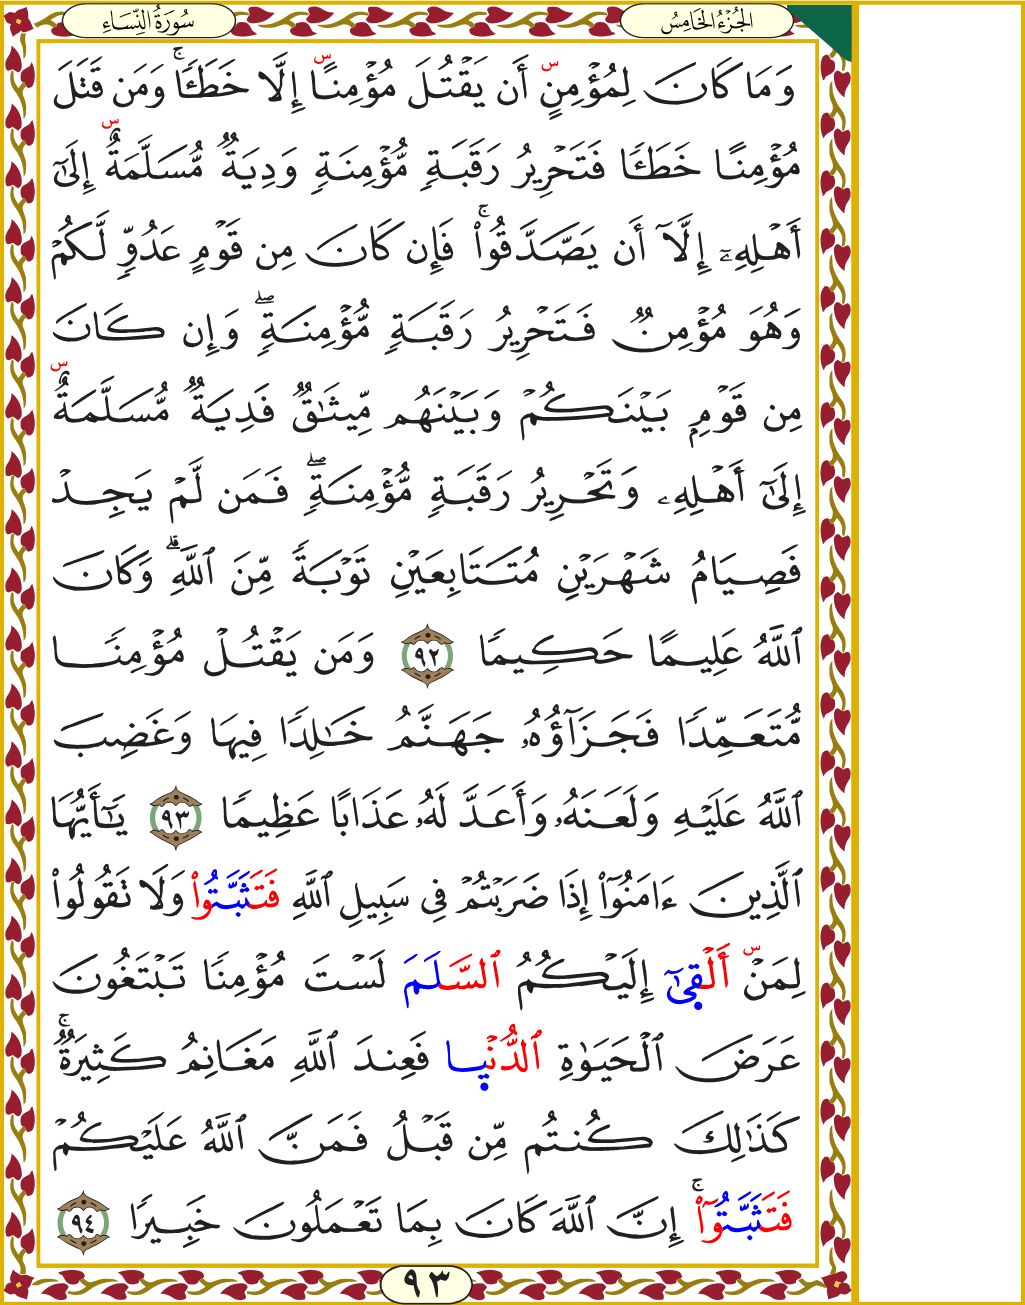 الجُزْءُ الخَامِسُ
سُورَةُ النِّسَاءِ
وَمَا كَانَ لِمُؤْمِنٍ أَن يَقْتُلَ مُؤْمِنًا إِلَّا خَطَـًٔا ۚ وَمَن قَتَلَ
س س
مُؤْمِنًا خَطَـًٔا فَتَحْرِيرُ رَقَبَةٍ مُّؤْمِنَةٍ وَدِيَةٌ مُّسَلَّمَةٌ إِلَىٰٓ
س
أَهْلِهِۦٓ إِلَّآ أَن يَصَّدَّقُوا۟ ۚ فَإِن كَانَ مِن قَوْمٍ عَدُوٍّ لَّكُمْ
وَهُوَ مُؤْمِنٌ فَتَحْرِيرُ رَقَبَةٍ مُّؤْمِنَةٍ ۖ وَإِن كَانَ
مِن قَوْمٍۭ بَيْنَكُمْ وَبَيْنَهُم مِّيثَـٰقٌ فَدِيَةٌ مُّسَلَّمَةٌ
س
إِلَىٰٓ أَهْلِهِۦ وَتَحْرِيرُ رَقَبَةٍ مُّؤْمِنَةٍ ۖ فَمَن لَّمْ يَجِدْ
فَصِيَامُ شَهْرَيْنِ مُتَتَابِعَيْنِ تَوْبَةً مِّنَ ٱللَّهِ ۗ وَكَانَ
ٱللَّهُ عَلِيمًا حَكِيمًا ٩٢ وَمَن يَقْتُلْ مُؤْمِنًا
مُّتَعَمِّدًا فَجَزَآؤُهُۥ جَهَنَّمُ خَـٰلِدًا فِيهَا وَغَضِبَ
ٱللَّهُ عَلَيْهِ وَلَعَنَهُۥ وَأَعَدَّ لَهُۥ عَذَابًا عَظِيمًا ٩٣ يَـٰٓأَيُّهَا
ٱلَّذِينَ ءَامَنُوٓا۟ إِذَا ضَرَبْتُمْ فِى سَبِيلِ ٱللَّهِ فَتَثَبَّتُوا۟ وَلَا تَقُولُوا۟
لِمَنْ أَلْقَىٰٓ إِلَيْكُمُ ٱلسَّلَمَ لَسْتَ مُؤْمِنًا تَبْتَغُونَ
س
عَرَضَ ٱلْحَيَوٰةِ ٱلدُّنْيَا فَعِندَ ٱللَّهِ مَغَانِمُ كَثِيرَةٌ ۚ
كَذَٰلِكَ كُنتُم مِّن قَبْلُ فَمَنَّ ٱللَّهُ عَلَيْكُمْ
فَتَثَبَّتُوٓا۟ ۚ إِنَّ ٱللَّهَ كَانَ بِمَا تَعْمَلُونَ خَبِيرًا ٩٤
٩٣